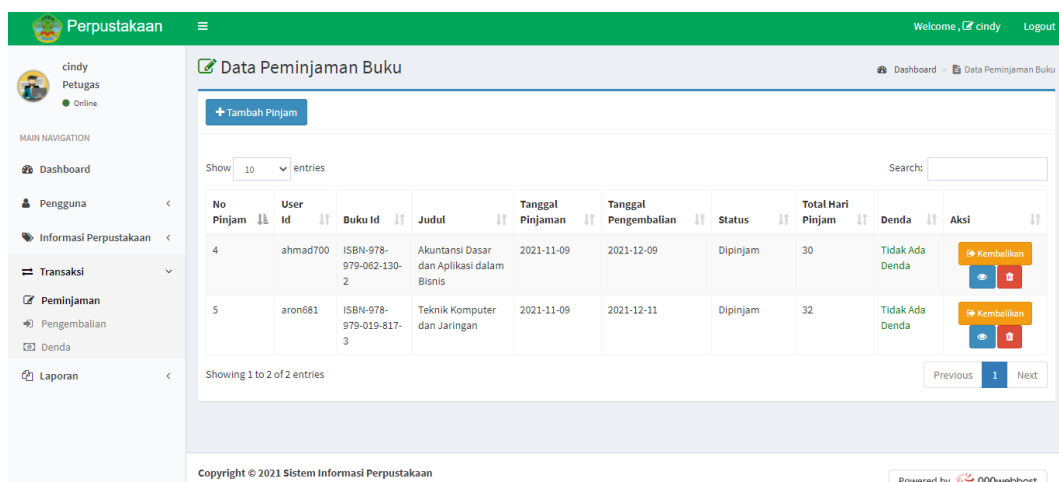 Perpustakaan
Welcome , cindy Logout
cindy
Petugas
Online
MAIN NAVIGATION
Dashboard
Pengguna
Informasi Perpustakaan
Transaksi
Peminjaman
Pengembalian
Denda
Laporan
Data Peminjaman Buku
Dashboard > Data Peminjaman Buku
+ Tambah Pinjam
Show 10 entries
Search:
No Pinjam User Id Buku Id Judul Tanggal Pinjaman Tanggal Pengembalian Status Total Hari Pinjam Denda Aksi
4 ahmad700 ISBN-978-979-062-130-2 Akuntansi Dasar dan Aplikasi dalam Bisnis 2021-11-09 2021-12-09 Dipinjam 30 Tidak Ada Denda Kembalikan
5 aron681 ISBN-978-979-019-817-3 Teknik Komputer dan Jaringan 2021-11-09 2021-12-11 Dipinjam 32 Tidak Ada Denda Kembalikan
Showing 1 to 2 of 2 entries
Previous 1 Next
Copyright © 2021 Sistem Informasi Perpustakaan
Powered by 000webhost